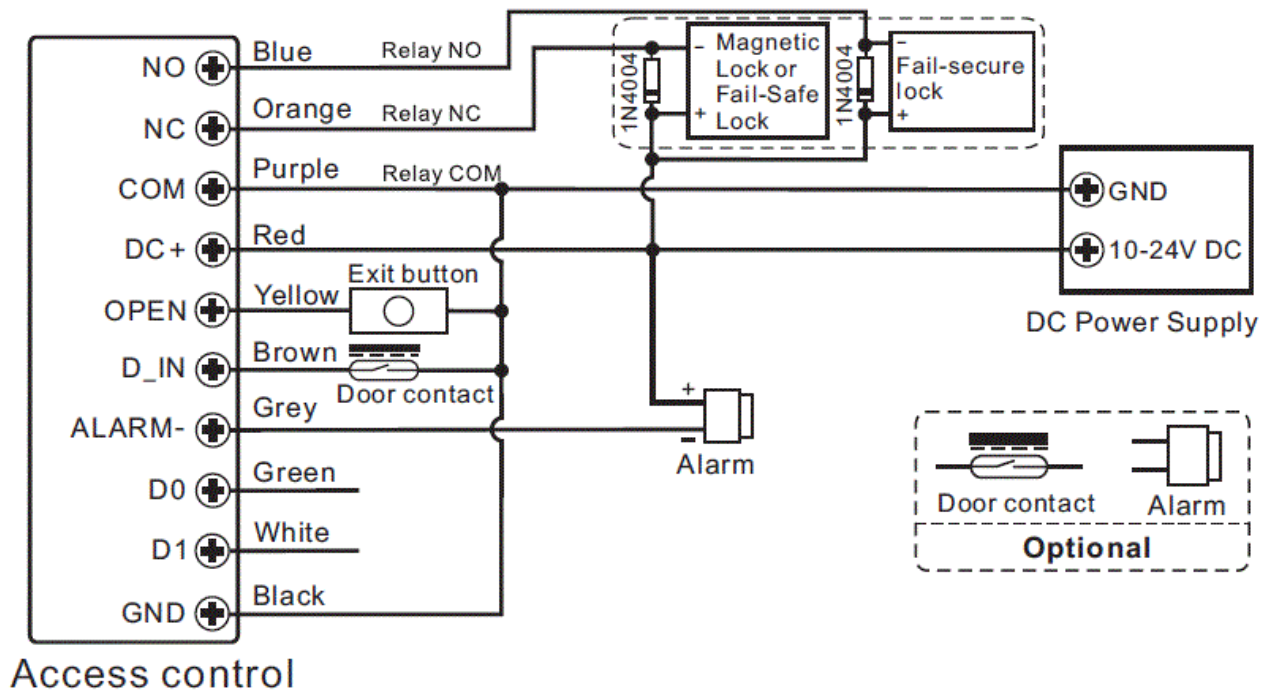 NO
Blue
Relay NO
NC
Orange
Relay NC
COM
Purple
Relay COM
DC+
Red
OPEN
Yellow
Exit button
D_IN
Brown
Door contact
ALARM-
Grey
D0
Green
D1
White
GND
Black
Access control
1N4004
-
Magnetic
Lock or
Fail-Safe
Lock
+
1N4004
-
Fail-secure
lock
+
GND
10-24V DC
DC Power Supply
+
-
Alarm
Door contact
Alarm
Optional